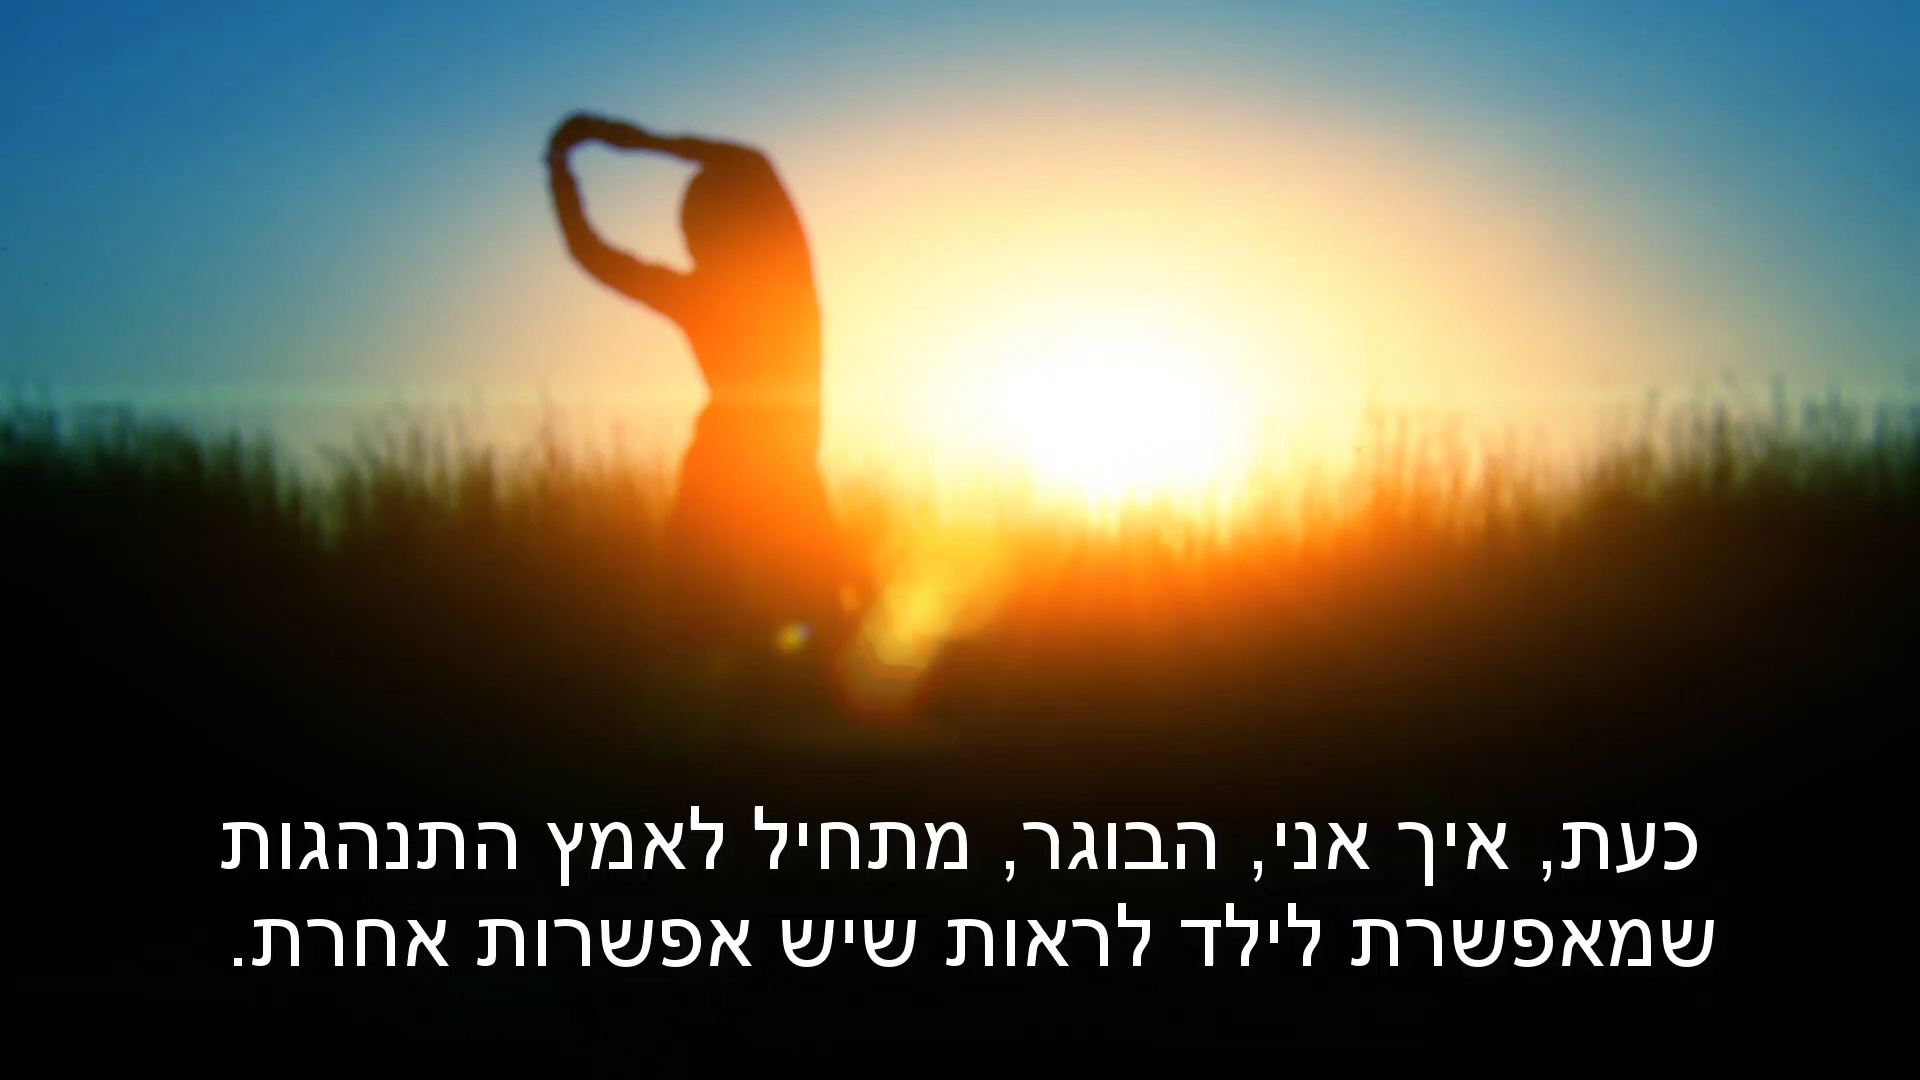 כעת, איך אני, הבוגר, מתחיל לאמץ התנהגות
שמאפשרת לילד לראות שיש אפשרות אחרת.